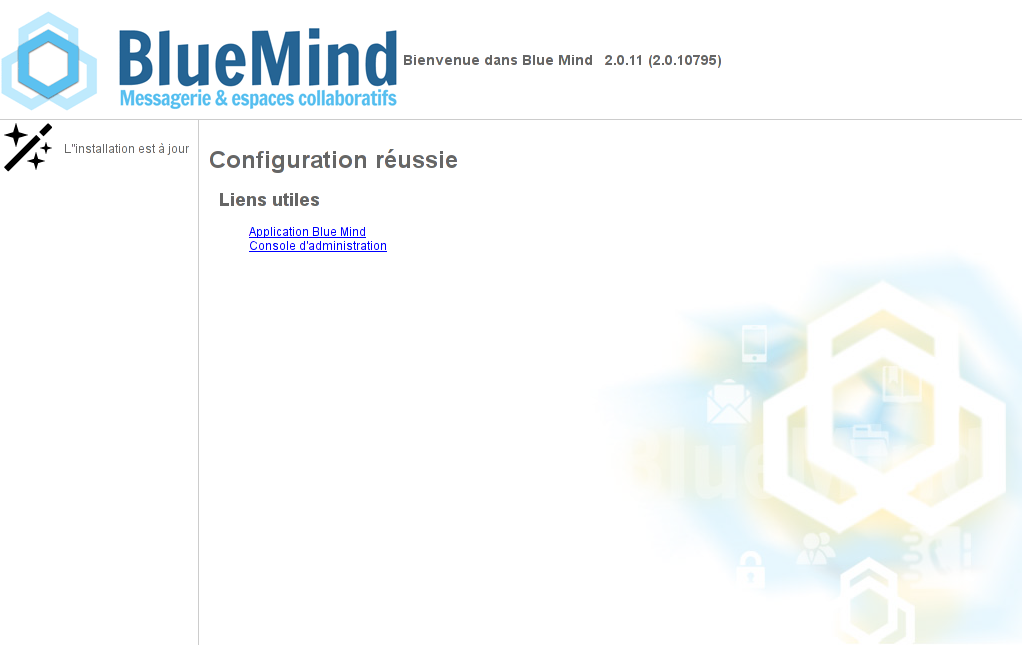 BlueMind
Messagerie & espaces collaboratifs
Bienvenue dans Blue Mind 2.0.11 (2.0.10795)
L"installation est à jour
Configuration réussie
Liens utiles
Application Blue Mind
Console d'administration
BlueMind